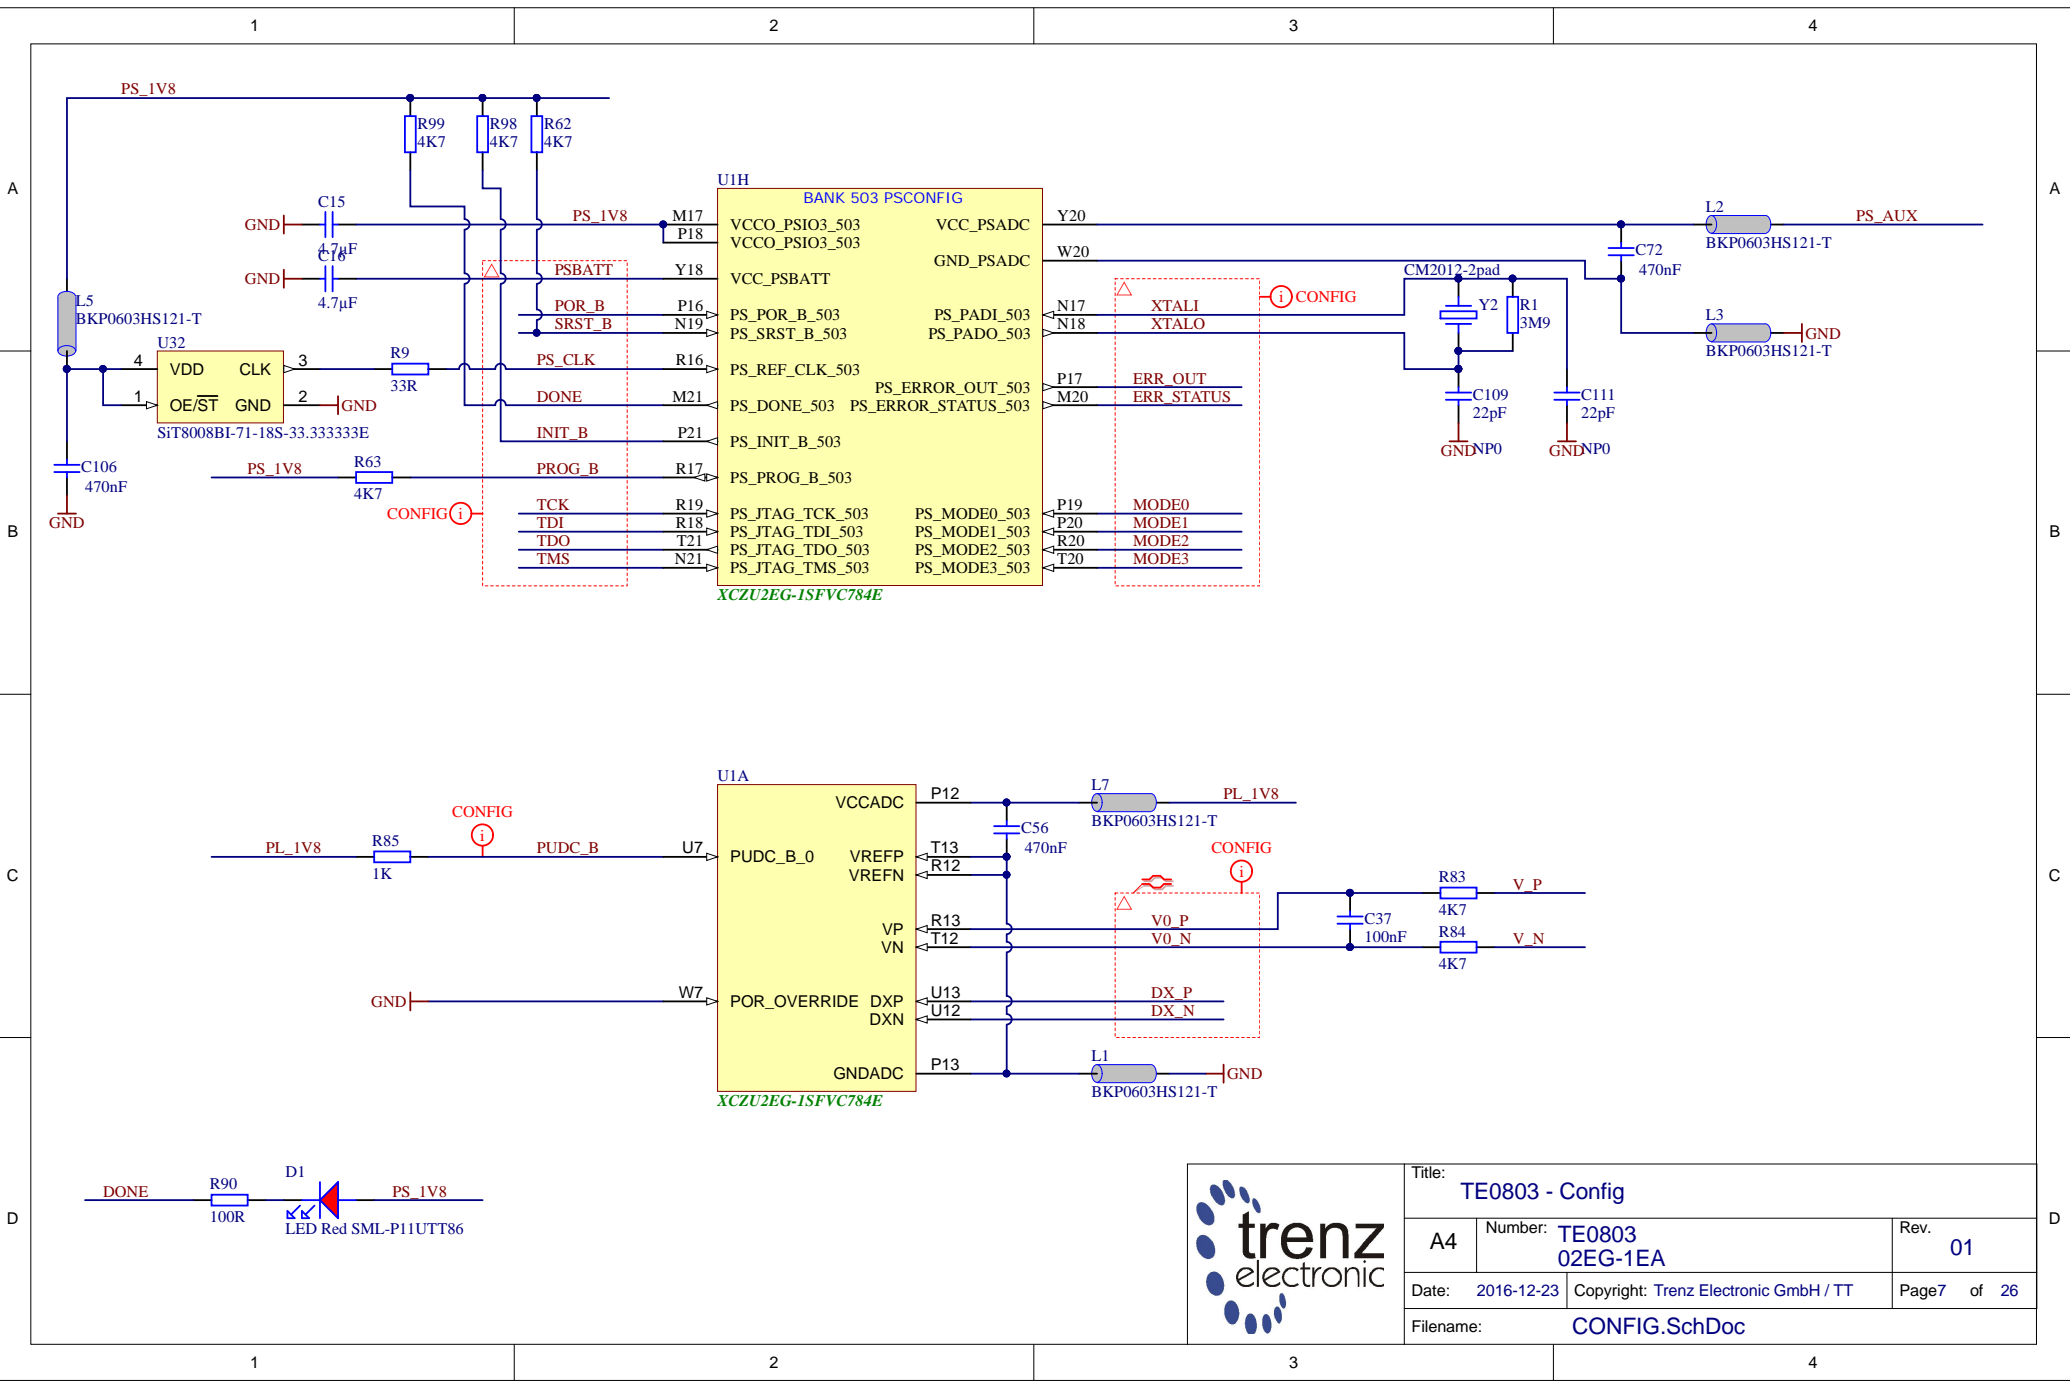 1 2 3 4
A A
B B
C C
D D
1 2 3 4
PS_1V8
R99
4K7
R98
4K7
R62
4K7
C15
4.7µF
GND
PS_1V8
C16
4.7µF
GND
PSBATT
POR_B
SRST_B
PS_CLK
DONE
INIT_B
PROG_B
TCK
TDI
TDO
TMS
CONFIG
i
L5
BKP0603HS121-T
U32
4 VDD CLK 3
1 OE/ST GND 2
GND
SiT8008BI-71-18S-33.333333E
R9
33R
C106
470nF
GND
PS_1V8
R63
4K7
U1H
BANK 503 PSCONFIG
M17 VCCO_PSIO3_503
P18 VCCO_PSIO3_503
Y18 VCC_PSBATT
P16 PS_POR_B_503
N19 PS_SRST_B_503
R16 PS_REF_CLK_503
M21 PS_DONE_503
P21 PS_INIT_B_503
R17 PS_PROG_B_503
R19 PS_JTAG_TCK_503
R18 PS_JTAG_TDI_503
T21 PS_JTAG_TDO_503
N21 PS_JTAG_TMS_503
VCC_PSADC Y20
GND_PSADC W20
PS_PADI_503 N17
PS_PADO_503 N18
PS_ERROR_OUT_503 P17
PS_ERROR_STATUS_503 M20
PS_MODE0_503 P19
PS_MODE1_503 P20
PS_MODE2_503 R20
PS_MODE3_503 T20
XCZU2EG-1SFVC784E
XTALI
XTALO
ERR_OUT
ERR_STATUS
MODE0
MODE1
MODE2
MODE3
i CONFIG
CM2012-2pad
Y2
R1
3M9
C109
22pF
GND NP0
C111
22pF
GND NP0
C72
470nF
L2
BKP0603HS121-T
PS_AUX
L3
BKP0603HS121-T
GND
PL_1V8
R85
1K
CONFIG
i
PUDC_B
GND
U1A
U7 PUDC_B_0
W7 POR_OVERRIDE
VCCADC P12
VREFP T13
VREFN R12
VP R13
VN T12
DXP U13
DXN U12
GNDADC P13
XCZU2EG-1SFVC784E
C56
470nF
L7
BKP0603HS121-T
PL_1V8
CONFIG
i
V0_P
V0_N
DX_P
DX_N
C37
100nF
R83
4K7
V_P
R84
4K7
V_N
L1
BKP0603HS121-T
GND
DONE
R90
100R
D1
LED Red SML-P11UTT86
PS_1V8
trenz
electronic
Title:
TE0803 - Config
A4
Number: TE0803
02EG-1EA
Rev.
01
Date: 2016-12-23 Copyright: Trenz Electronic GmbH / TT Page7 of 26
Filename: CONFIG.SchDoc